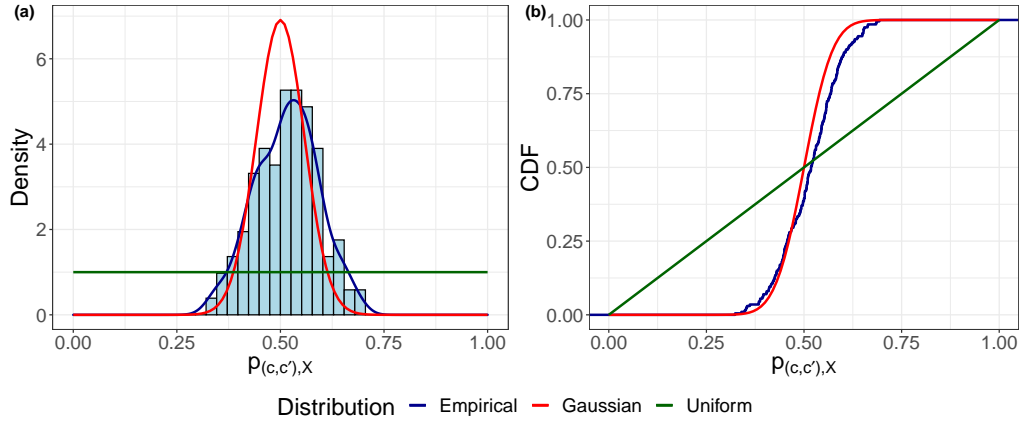 (a)
Density
6
4
2
0
0.00 0.25 0.50 0.75 1.00
p(c,c′),X
(b)
CDF
1.00
0.75
0.50
0.25
0.00
0.00 0.25 0.50 0.75 1.00
p(c,c′),X
Distribution Empirical Gaussian Uniform